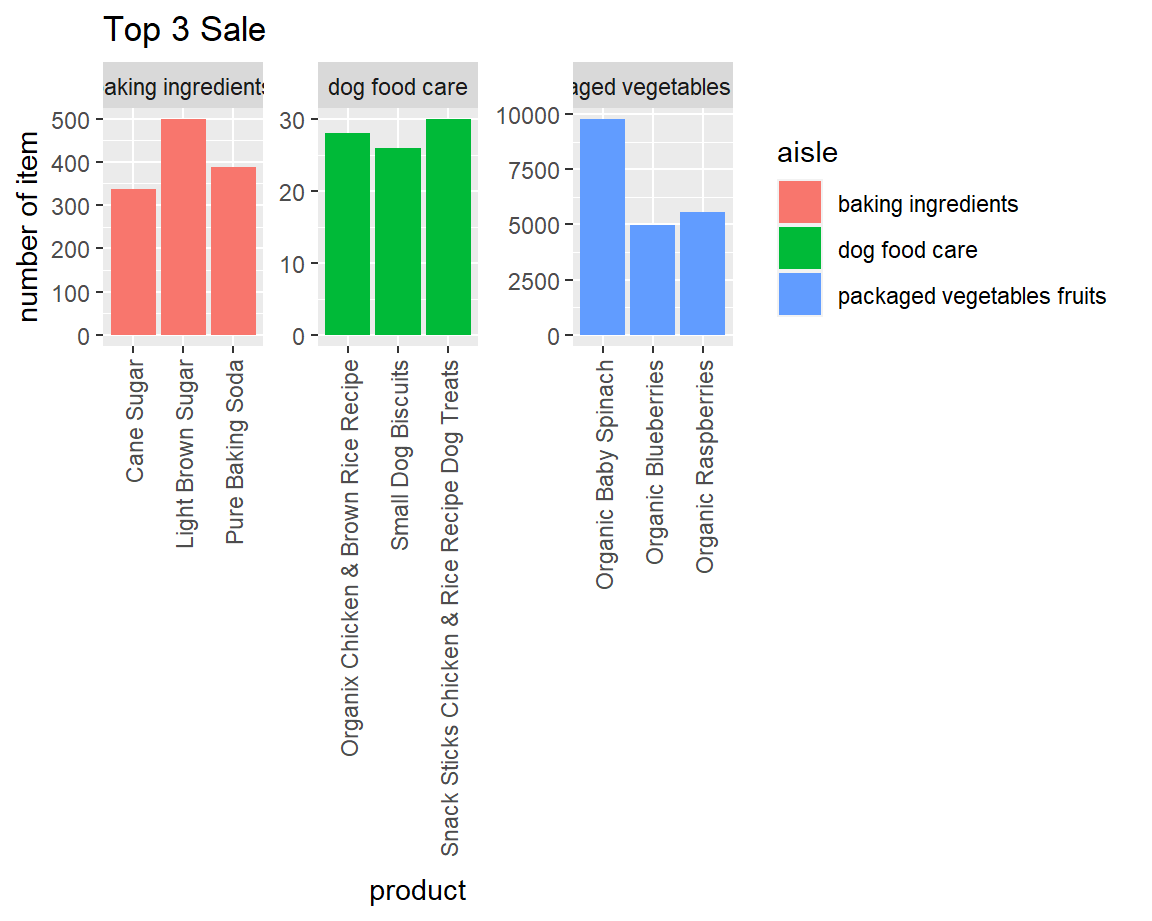 Top 3 Sale
aking ingredients
dog food care
aged vegetables
number of item
500
400
300
200
100
0
30
20
10
0
10000
7500
5000
2500
0
Cane Sugar
Light Brown Sugar
Pure Baking Soda
Organix Chicken & Brown Rice Recipe
Small Dog Biscuits
Snack Sticks Chicken & Rice Recipe Dog Treats
Organic Baby Spinach
Organic Blueberries
Organic Raspberries
product
aisle
baking ingredients
dog food care
packaged vegetables fruits